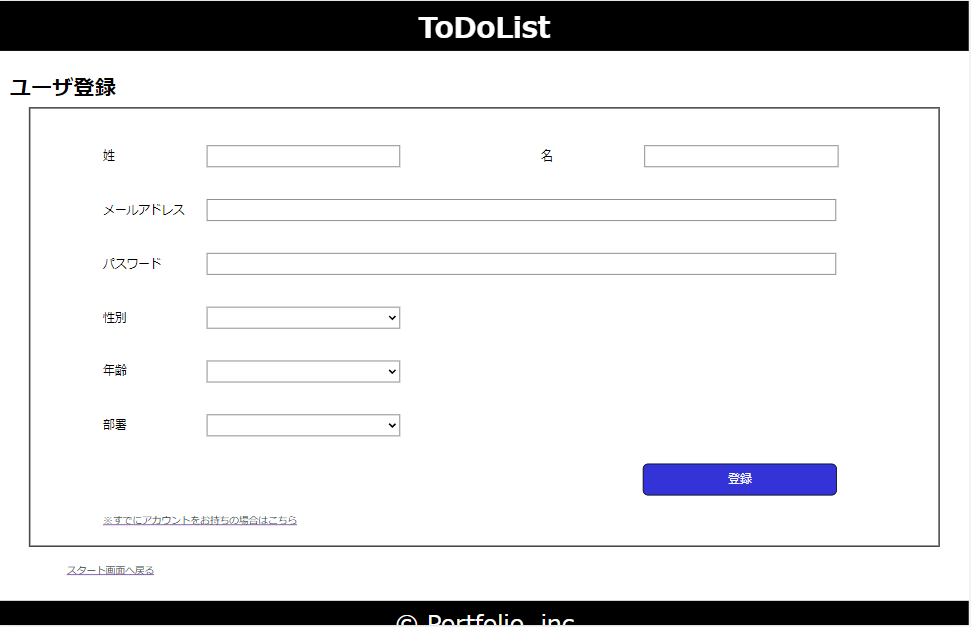 ToDoList
ユーザ登録
姓
名
メールアドレス
パスワード
性別
年齢
部署
登録
※すでにアカウントをお持ちの場合はこちら
スタート画面へ戻る
© Portfolio, inc